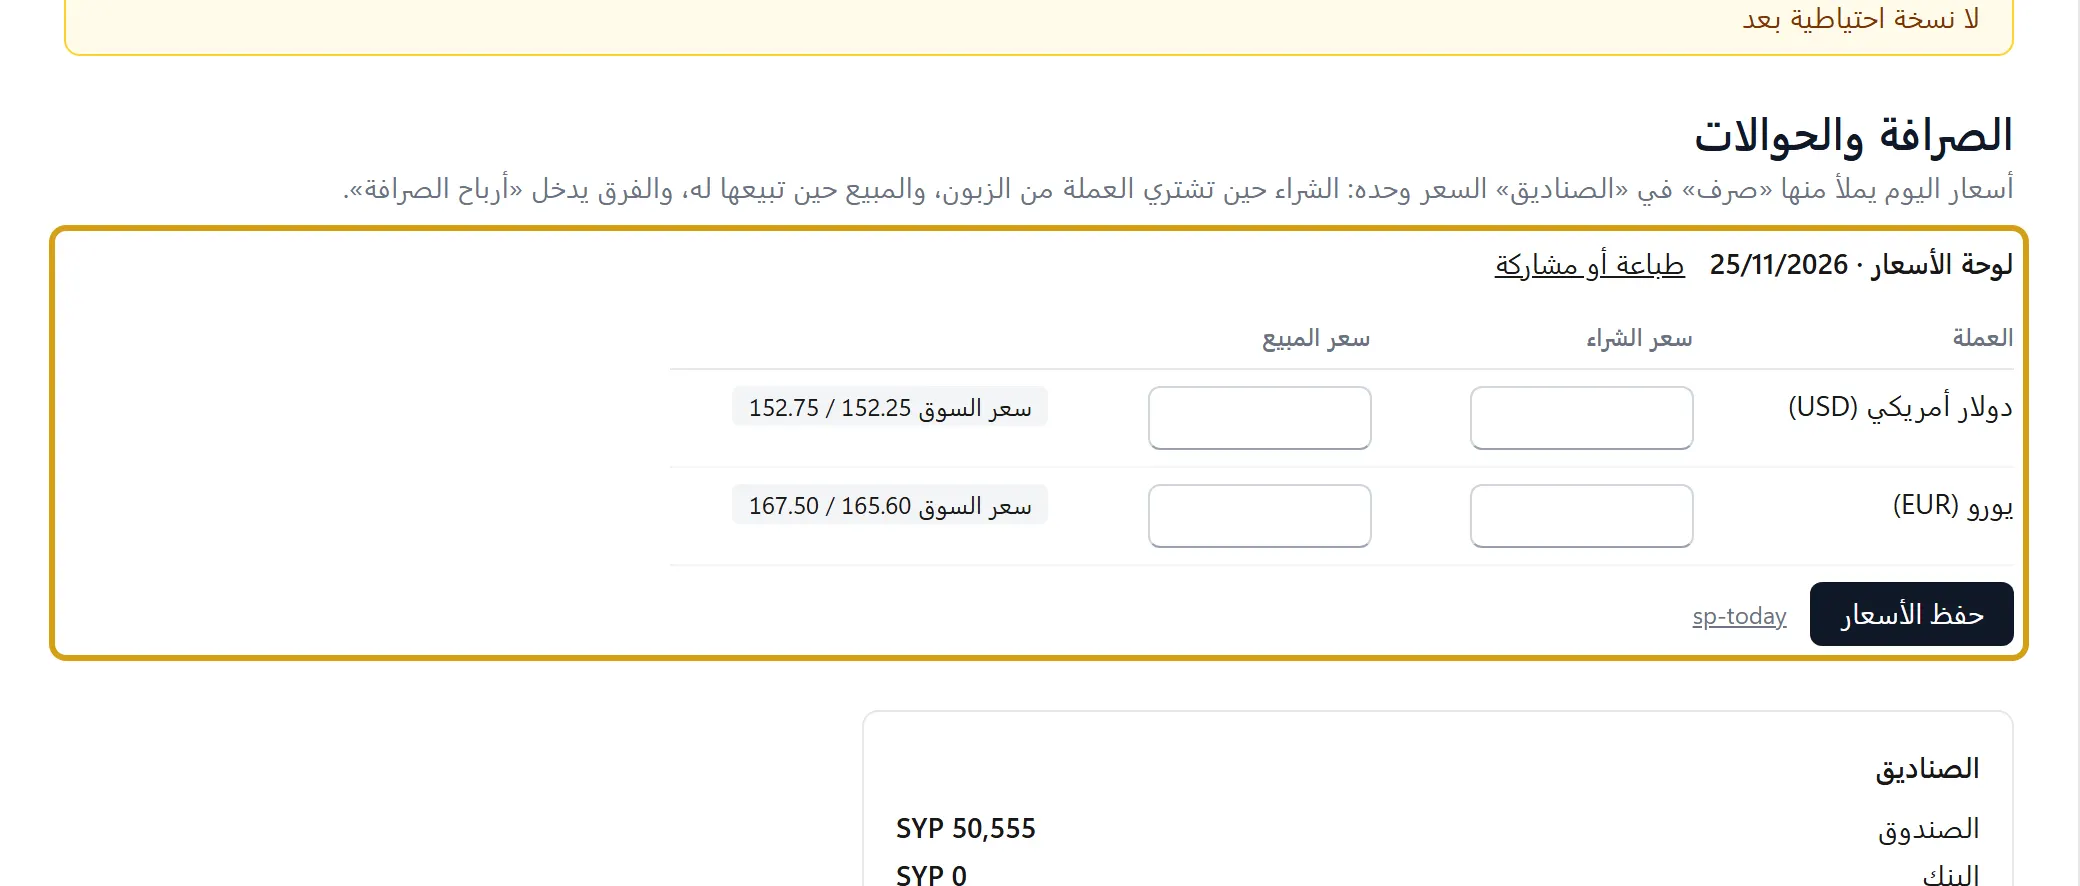 لا نسخة احتياطية بعد
الصرافة والحوالات
أسعار اليوم يملأ منها «صرف» في «الصناديق» السعر وحده: الشراء حين تشتري العملة من الزبون، والمبيع حين تبيعها له، والفرق يدخل «أرباح الصرافة».
لوحة الأسعار · 25/11/2026 طباعة أو مشاركة
العملة سعر الشراء سعر المبيع
دولار أمريكي (USD) سعر السوق 152.25 / 152.75
يورو (EUR) سعر السوق 165.60 / 167.50
حفظ الأسعار sp-today
الصناديق
الصندوق SYP 50,555
البنك SYP 0